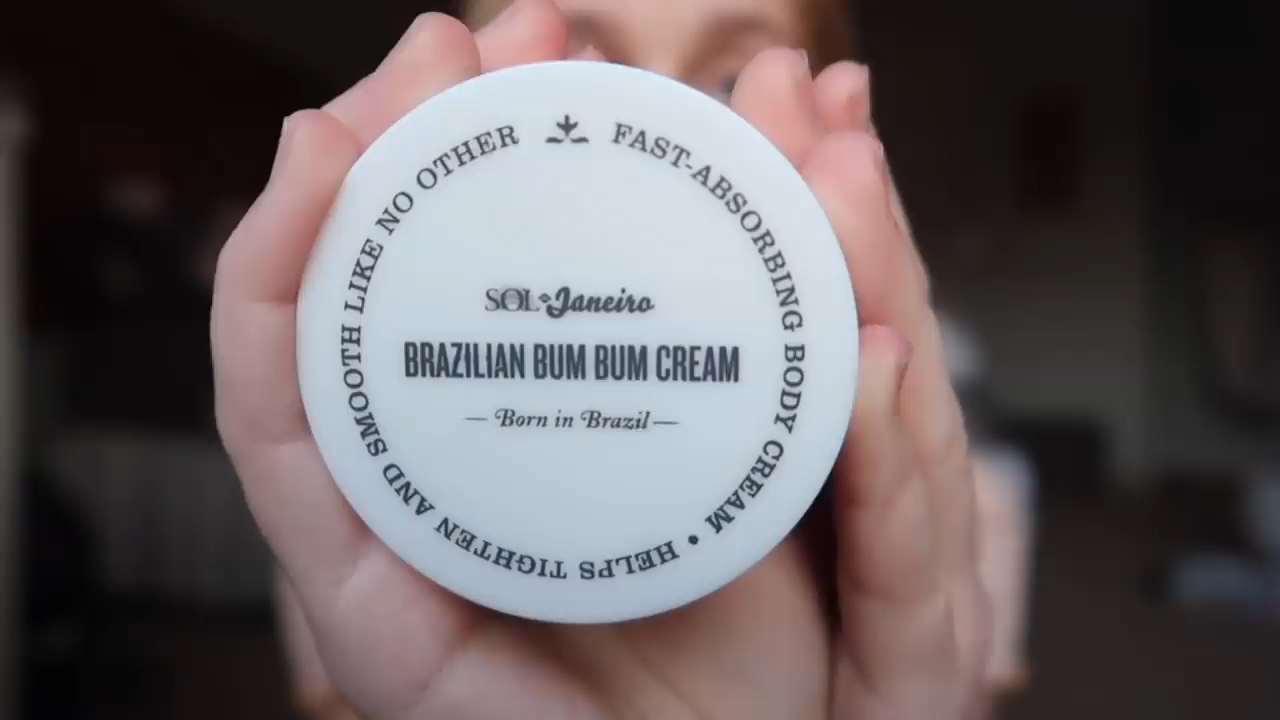 FAST-ABSORBING BODY CREAM • HELPS TIGHTEN AND SMOOTH LIKE NO OTHER
SOL de Janeiro
BRAZILIAN BUM BUM CREAM
— Born in Brazil —